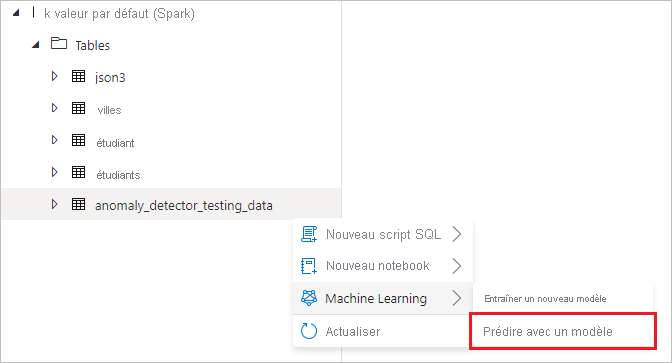 k valeur par défaut (Spark)
Tables
json3
villes
étudiant
étudiants
anomaly_detector_testing_data
Nouveau script SQL
Nouveau notebook
Machine Learning
Entraîner un nouveau modèle
Actualiser
Prédire avec un modèle